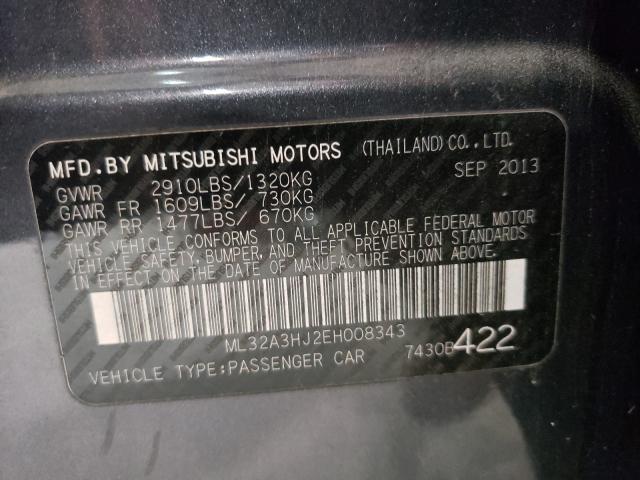 MFD.BY MITSUBISHI MOTORS (THAILAND)CO.,LTD.
SEP 2013
GVWR 2910LBS/1320KG
GAWR FR 1609LBS/ 730KG
GAWR RR 1477LBS/ 670KG
THIS VEHICLE CONFORMS TO ALL APPLICABLE FEDERAL MOTOR
VEHICLE SAFETY, BUMPER, AND THEFT PREVENTION STANDARDS
IN EFFECT ON THE DATE OF MANUFACTURE SHOWN ABOVE.
ML32A3HJ2EH008343
7430B422
VEHICLE TYPE:PASSENGER CAR